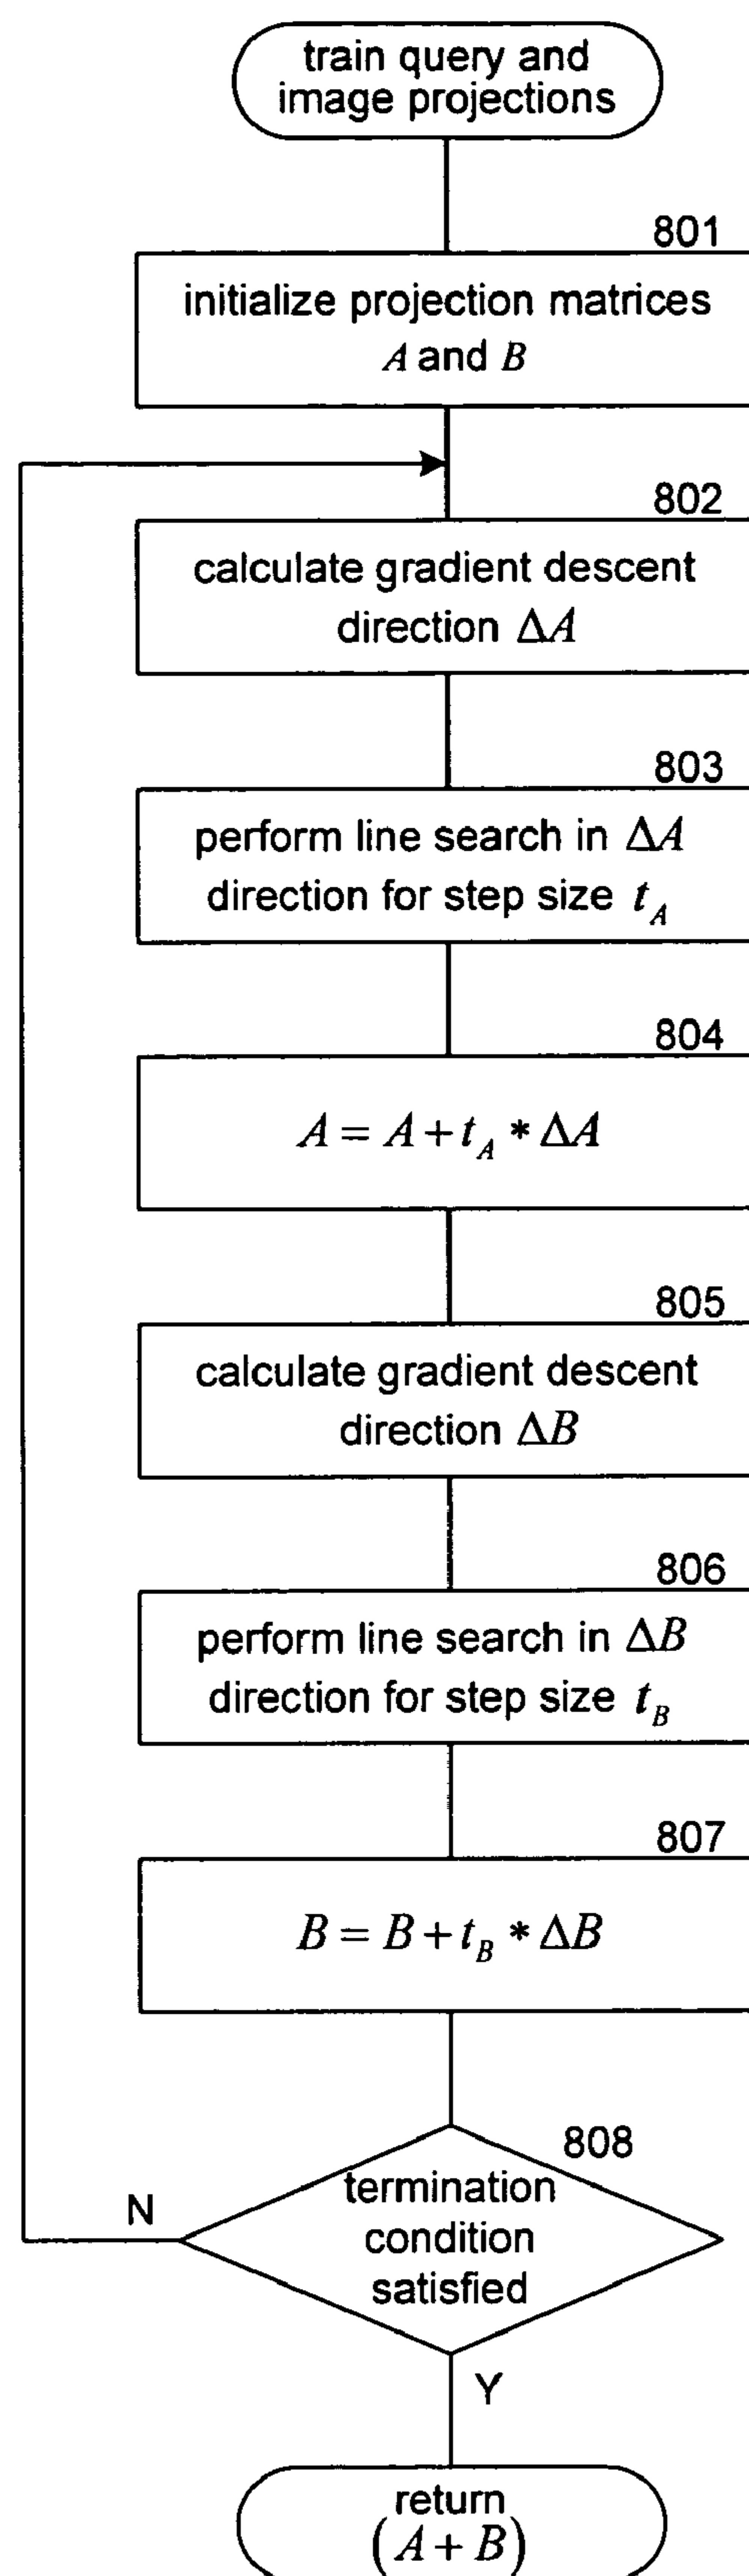 train query and
image projections
801
initialize projection matrices
A and B
802
calculate gradient descent
direction ΔA
803
perform line search in ΔA
direction for step size t_A
804
A = A + t_A * ΔA
805
calculate gradient descent
direction ΔB
806
perform line search in ΔB
direction for step size t_B
807
B = B + t_B * ΔB
808
termination
condition
satisfied
N
Y
return
(A + B)